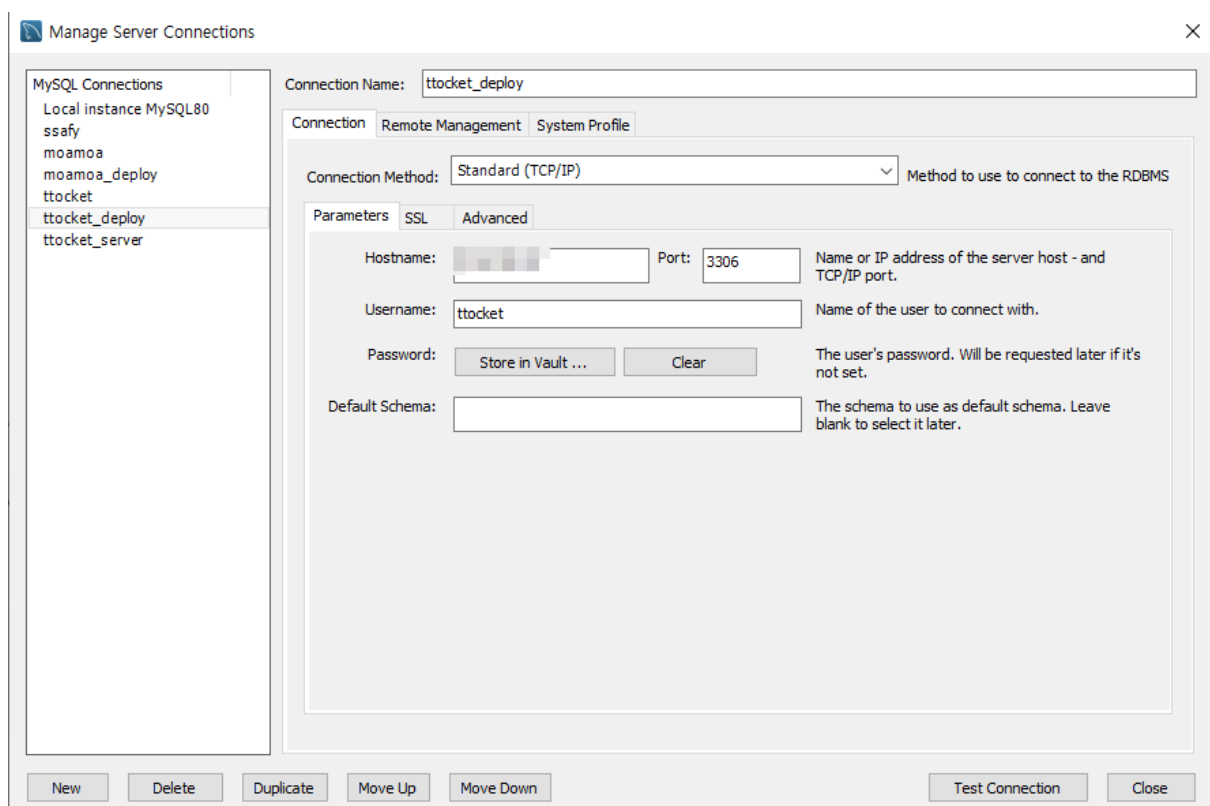 Manage Server Connections
MySQL Connections
Local instance MySQL80
ssafy
moamoa
moamoa_deploy
ttocket
ttocket_deploy
ttocket_server
Connection Name: ttocket_deploy
Connection Remote Management System Profile
Connection Method: Standard (TCP/IP) Method to use to connect to the RDBMS
Parameters SSL Advanced
Hostname: Port: 3306 Name or IP address of the server host - and
TCP/IP port.
Username: ttocket Name of the user to connect with.
Password: Store in Vault ... Clear The user's password. Will be requested later if it's
not set.
Default Schema: The schema to use as default schema. Leave
blank to select it later.
New Delete Duplicate Move Up Move Down Test Connection Close